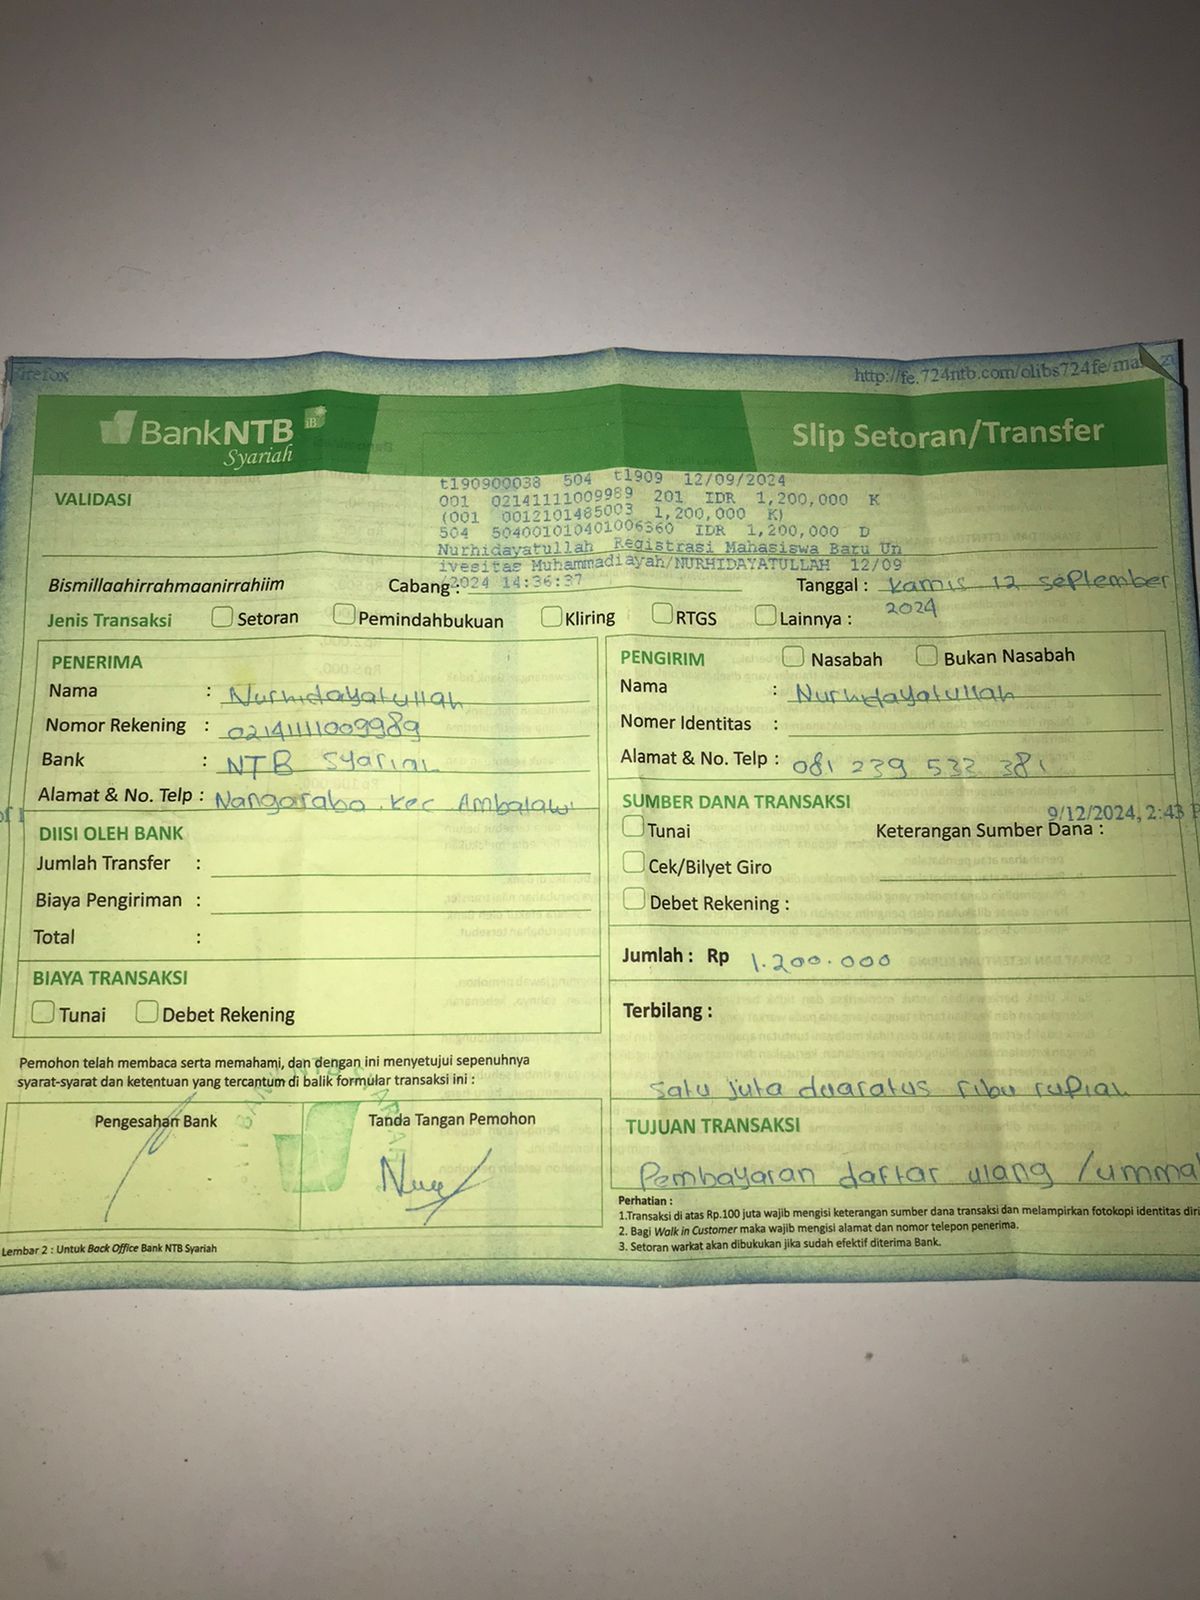 Firefox
http://fe.724ntb.com/olibs724fe/ma
BankNTB
Syariah
Slip Setoran/Transfer
VALIDASI
t190900038 504 t1909 12/09/2024
001 02141111009989 201 IDR 1,200,000 K
(001 0012101485003 1,200,000 K)
504 504001010401006360 IDR 1,200,000 D
Nurhidayatullah Registrasi Mahasiswa Baru Un
ivesitas Muhammadiayah/NURHIDAYATULLAH 12/09
/2024 14:36:37
Bismillaahirrahmaanirrahiim
Cabang :
Tanggal : Kamis 12 September
2024
Jenis Transaksi Setoran Pemindahbukuan Kliring RTGS Lainnya :
PENERIMA
Nama : Nurhidayatullah
Nomor Rekening : 02141111009989
Bank : NTB Syariah
Alamat & No. Telp : Kec Ambalawi
DIISI OLEH BANK
Jumlah Transfer :
Biaya Pengiriman :
Total :
BIAYA TRANSAKSI
Tunai Debet Rekening
PENGIRIM Nasabah Bukan Nasabah
Nama : Nurhidayatullah
Nomer Identitas :
Alamat & No. Telp : 081 239 532 381
SUMBER DANA TRANSAKSI
9/12/2024, 2:43 P
Tunai Keterangan Sumber Dana :
Cek/Bilyet Giro
Debet Rekening :
Jumlah : Rp 1.200.000
Terbilang :
satu juta duaratus ribu rupiah
TUJUAN TRANSAKSI
Pembayaran daftar ulang /umma
Pemohon telah membaca serta memahami, dan dengan ini menyetujui sepenuhnya
syarat-syarat dan ketentuan yang tercantum di balik formular transaksi ini :
Pengesahan Bank
Tanda Tangan Pemohon
Perhatian :
1.Transaksi di atas Rp.100 juta wajib mengisi keterangan sumber dana transaksi dan melampirkan fotokopi identitas diri
2. Bagi Walk in Customer maka wajib mengisi alamat dan nomor telepon penerima.
3. Setoran warkat akan dibukukan jika sudah efektif diterima Bank.
Lembar 2 : Untuk Back Office Bank NTB Syariah